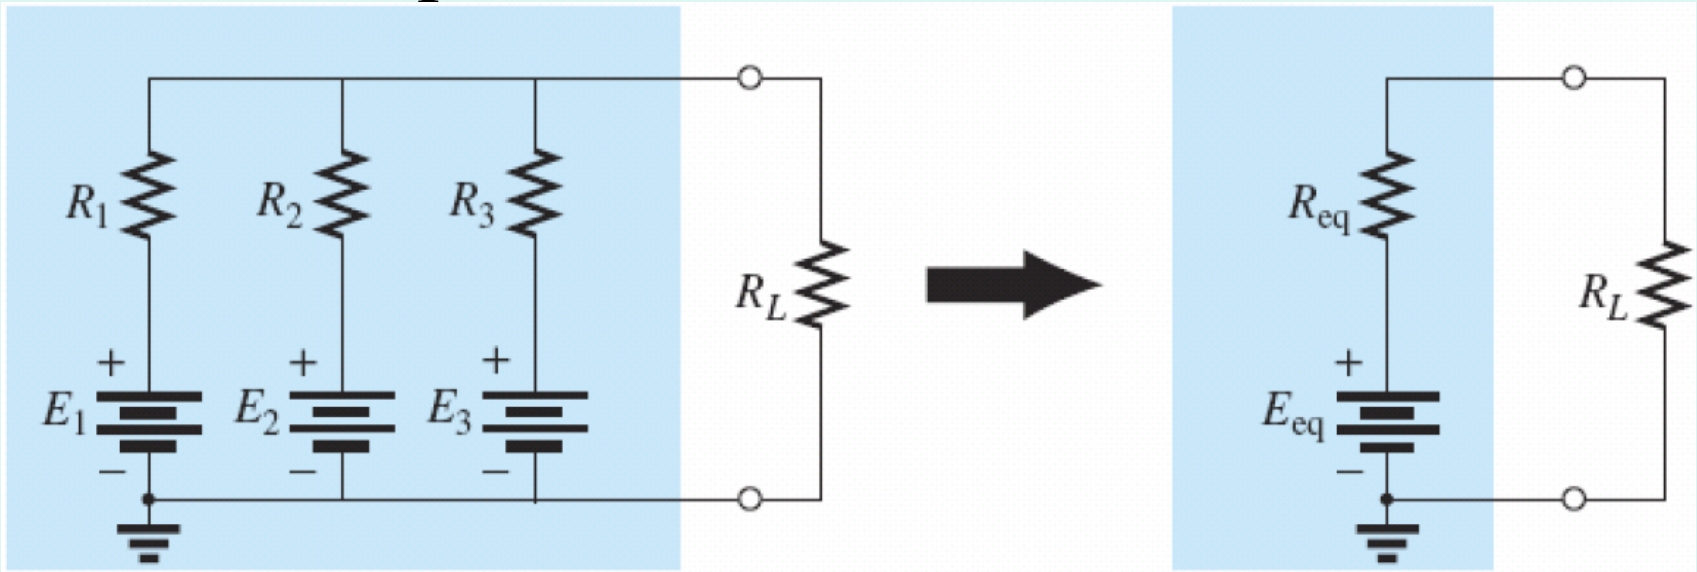 R1 R2 R3
RL
E1 E2 E3
+ + +
− − −
Req
RL
Eeq
+
−